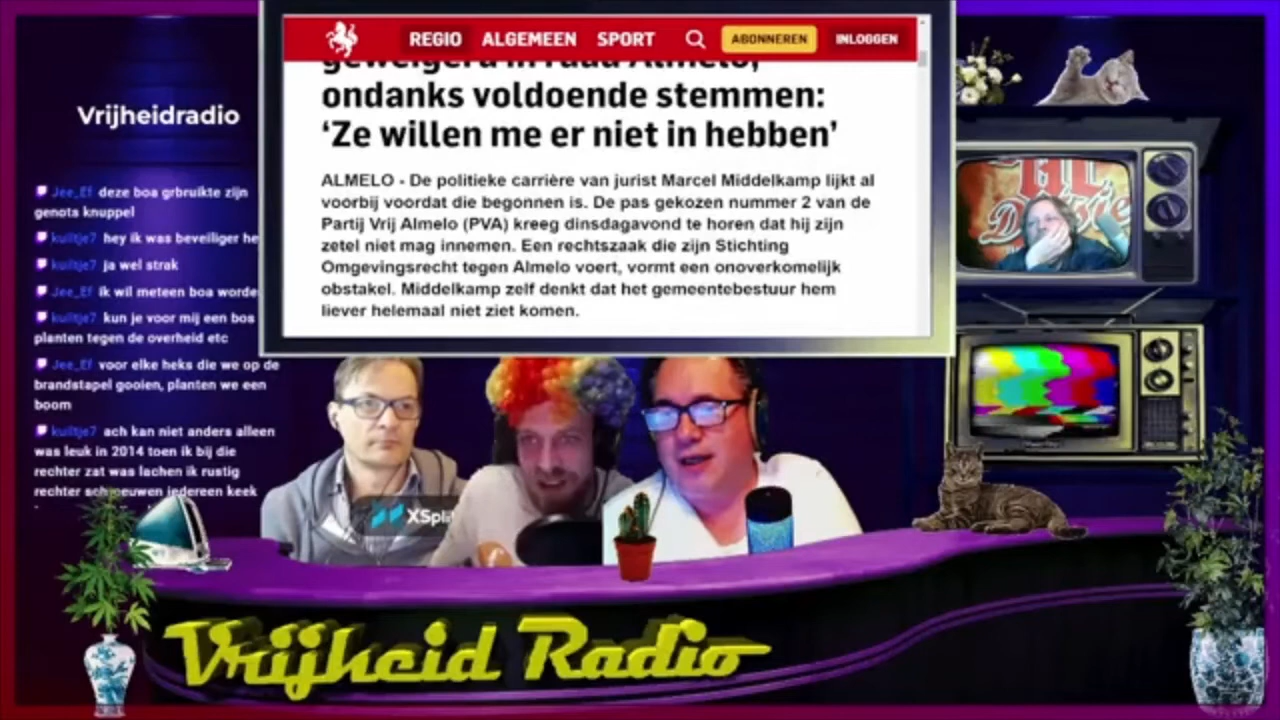 REGIO ALGEMEEN SPORT ABONNEREN INLOGGEN
ondanks voldoende stemmen:
‘Ze willen me er niet in hebben’
ALMELO - De politieke carrière van jurist Marcel Middelkamp lijkt al
voorbij voordat die begonnen is. De pas gekozen nummer 2 van de
Partij Vrij Almelo (PVA) kreeg dinsdagavond te horen dat hij zijn
zetel niet mag innemen. Een rechtszaak die zijn Stichting
Omgevingsrecht tegen Almelo voert, vormt een onoverkomelijk
obstakel. Middelkamp zelf denkt dat het gemeentebestuur hem
liever helemaal niet ziet komen.
Vrijheidradio
Jee_Ef deze boa grbruikte zijn
genots knuppel
kuiltje7 hey ik was beveiliger he
kuiltje7 ja wel strak
Jee_Ef ik wil meteen boa worde
kuiltje7 kun je voor mij een bos
planten tegen de overheid etc
Jee_Ef voor elke heks die we op de
brandstapel gooien, planten we een
boom
kuiltje7 ach kan niet anders alleen
was leuk in 2014 toen ik bij die
rechter zat was lachen ik rustig
rechter schreeuwen iedereen keek
XSpli
Vrijheid Radio